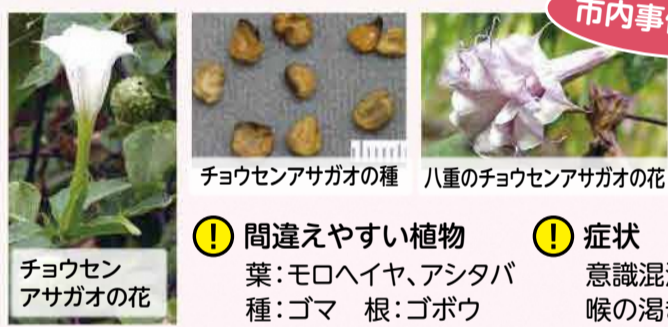 市内事
チョウセンアサガオの種
八重のチョウセンアサガオの花
チョウセン
アサガオの花
! 間違えやすい植物
葉:モロヘイヤ、アシタバ
種:ゴマ 根:ゴボウ
! 症状
意識混
喉の渇